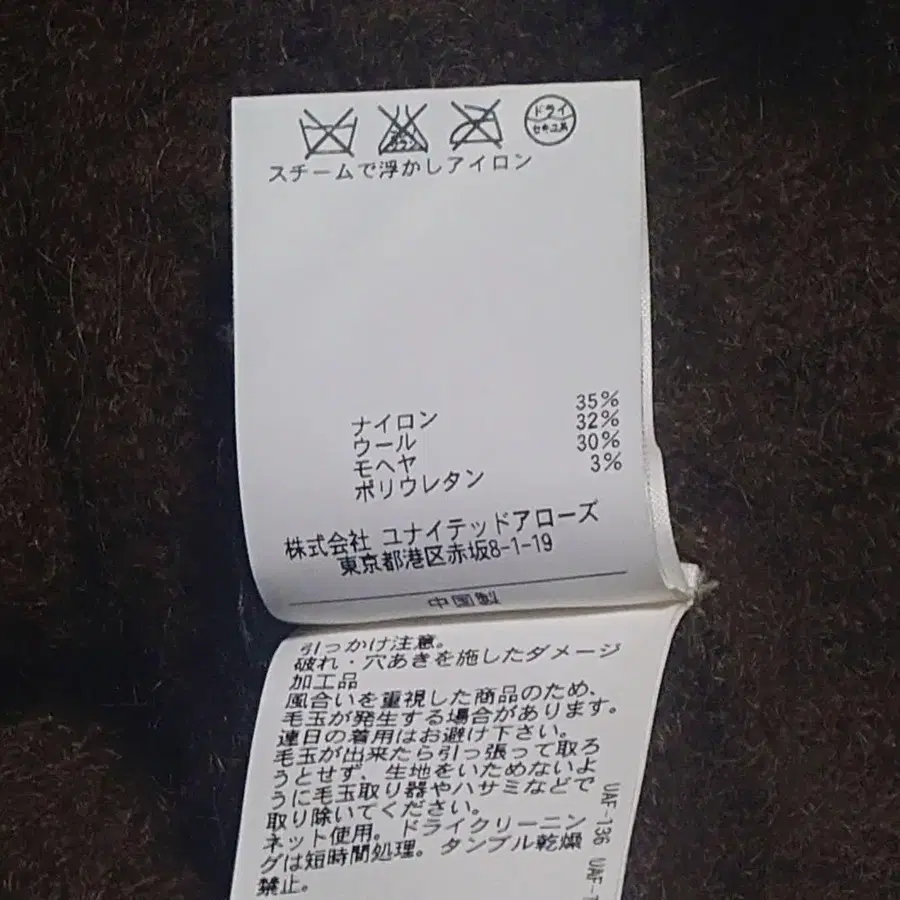 ドライ
セキユ系
スチームで浮かしアイロン
ナイロン 35%
ウール 32%
モヘヤ 30%
ポリウレタン 3%
株式会社 ユナイテッドアローズ
東京都港区赤坂8-1-19
中国製
引っかけ注意。
破れ・穴あきを施したダメージ
加工品
風合いを重視した商品のため、
毛玉が発生する場合があります。
連日の着用はお避け下さい。
毛玉が出来たら引っ張って取ろ
うとせず、生地をいためないよ
うに毛玉取り器やハサミなどで
取り除いてください。
ネット使用。ドライクリーニン
グは短時間処理。タンブル乾燥
禁止。
UAF-136 UAF-